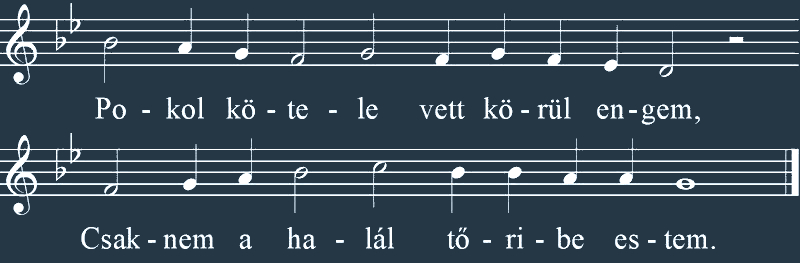 Po - kol kö - te - le vett kö - rül en - gem,
Csak - nem a ha - lál tő - ri - be es - tem.